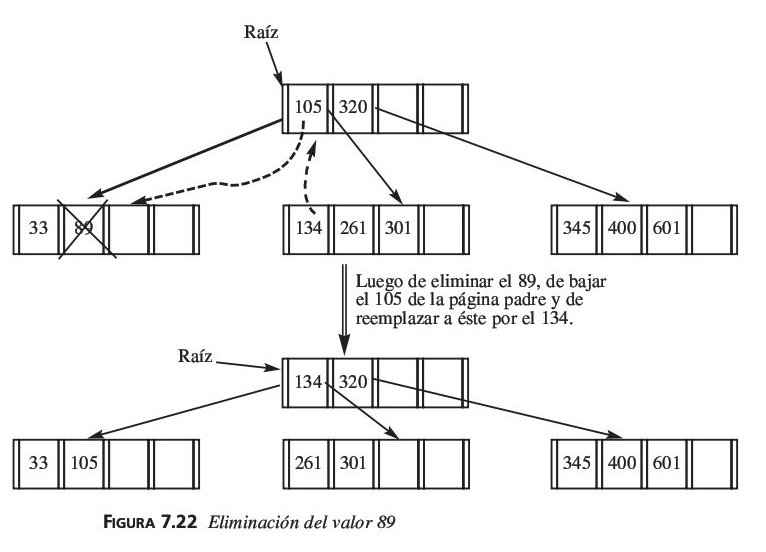 Raíz
105 320
33 89
134 261 301
345 400 601
Luego de eliminar el 89, de bajar
el 105 de la página padre y de
reemplazar a éste por el 134.
Raíz
134 320
33 105
261 301
345 400 601
FIGURA 7.22 Eliminación del valor 89